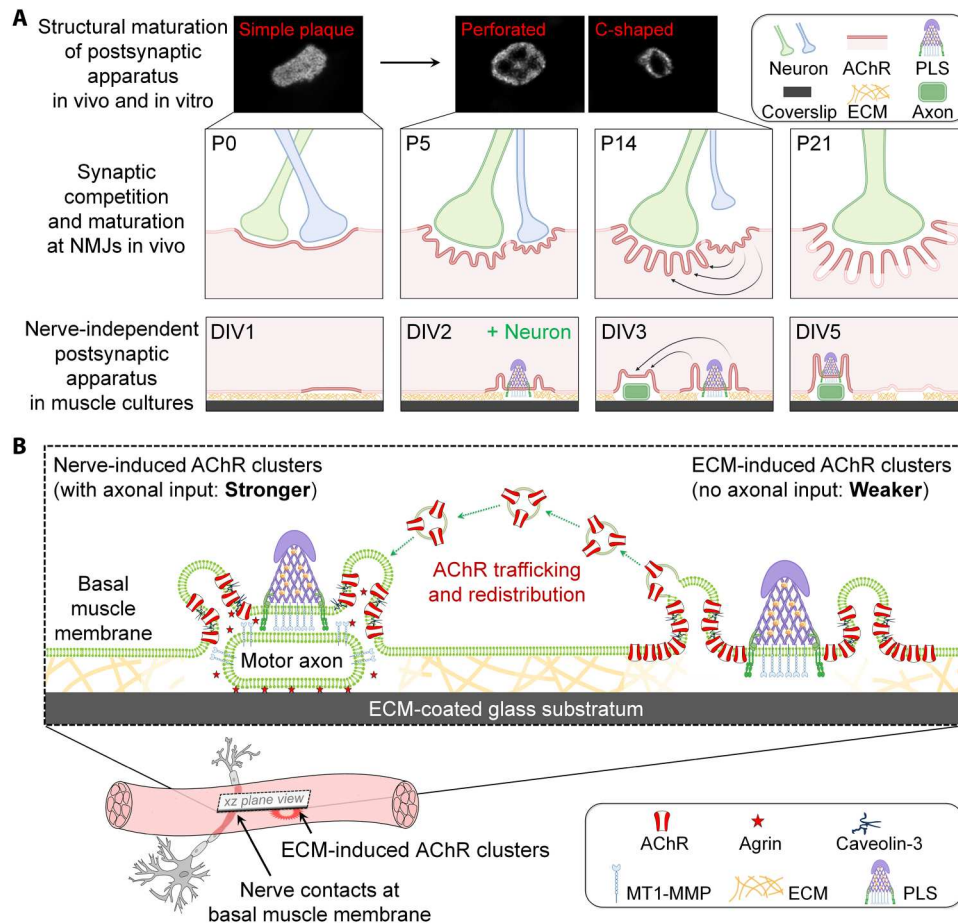 A
Structural maturation
of postsynaptic
apparatus
in vivo and in vitro
Simple plaque
Perforated
C-shaped
Neuron
AChR
PLS
Coverslip
ECM
Axon
Synaptic
competition
and maturation
at NMJs in vivo
P0
P5
P14
P21
Nerve-independent
postsynaptic
apparatus
in muscle cultures
DIV1
DIV2
+ Neuron
DIV3
DIV5
B
Nerve-induced AChR clusters
(with axonal input: Stronger)
ECM-induced AChR clusters
(no axonal input: Weaker)
AChR trafficking
and redistribution
Basal
muscle
membrane
Motor axon
ECM-coated glass substratum
xz plane view
ECM-induced AChR clusters
Nerve contacts at
basal muscle membrane
AChR
Agrin
Caveolin-3
MT1-MMP
ECM
PLS